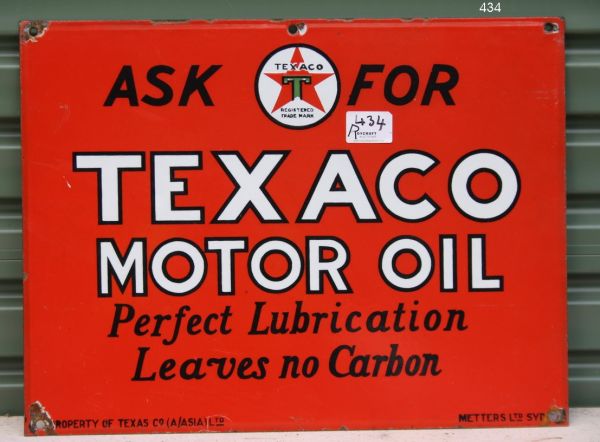 434
ASK FOR
TEXACO
T
REGISTERED
TRADE MARK
434
TEXACO
MOTOR OIL
Perfect Lubrication
Leaves no Carbon
PROPERTY OF TEXAS CO (A/ASIA) LTD
METTERS LTD SYD